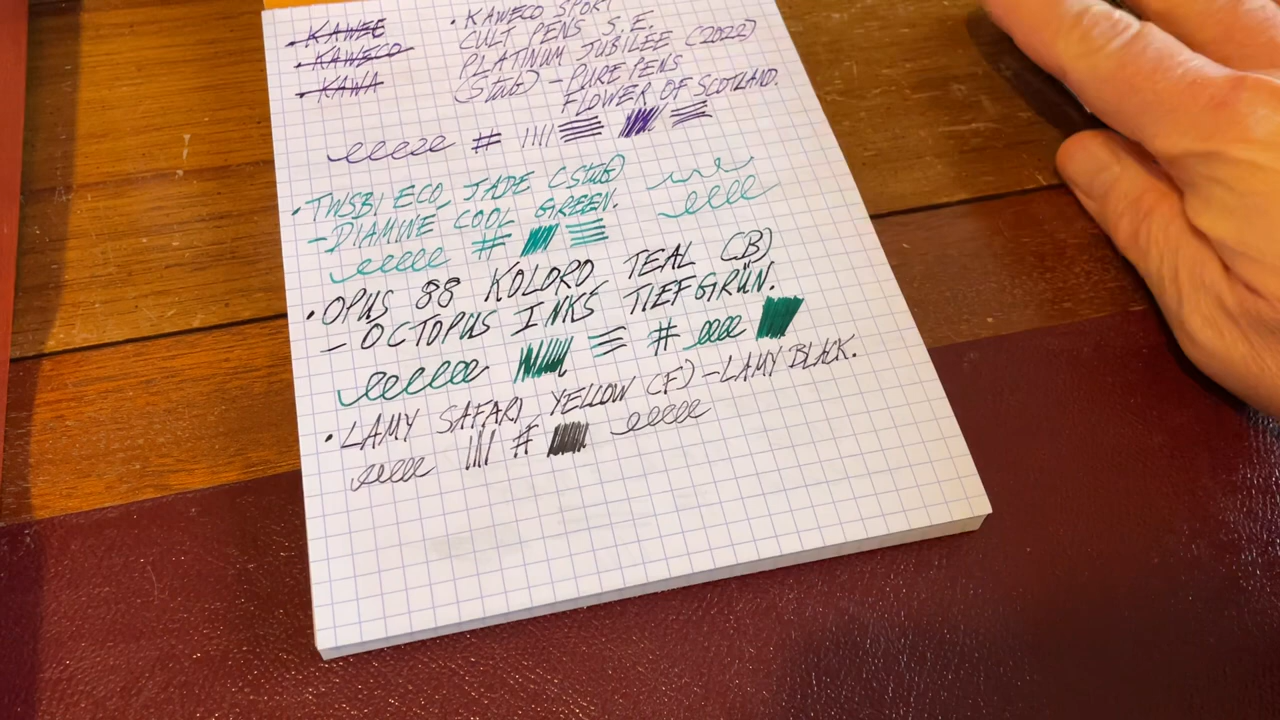 • KAWEE
• KAWECO
• KAWA
• KAWECO SPORT
CULT PENS S.E.
PLATINUM JUBILEE (2022)
(STUB) - PURE PENS
FLOWER OF SCOTLAND.
• TWSBI ECO, JADE (STUB)
- DIAMINE COOL GREEN.
• OPUS 88 KOLORO TEAL (B)
- OCTOPUS INKS TIEFGRÜN.
• LAMY SAFARI, YELLOW (F) - LAMY BLACK.